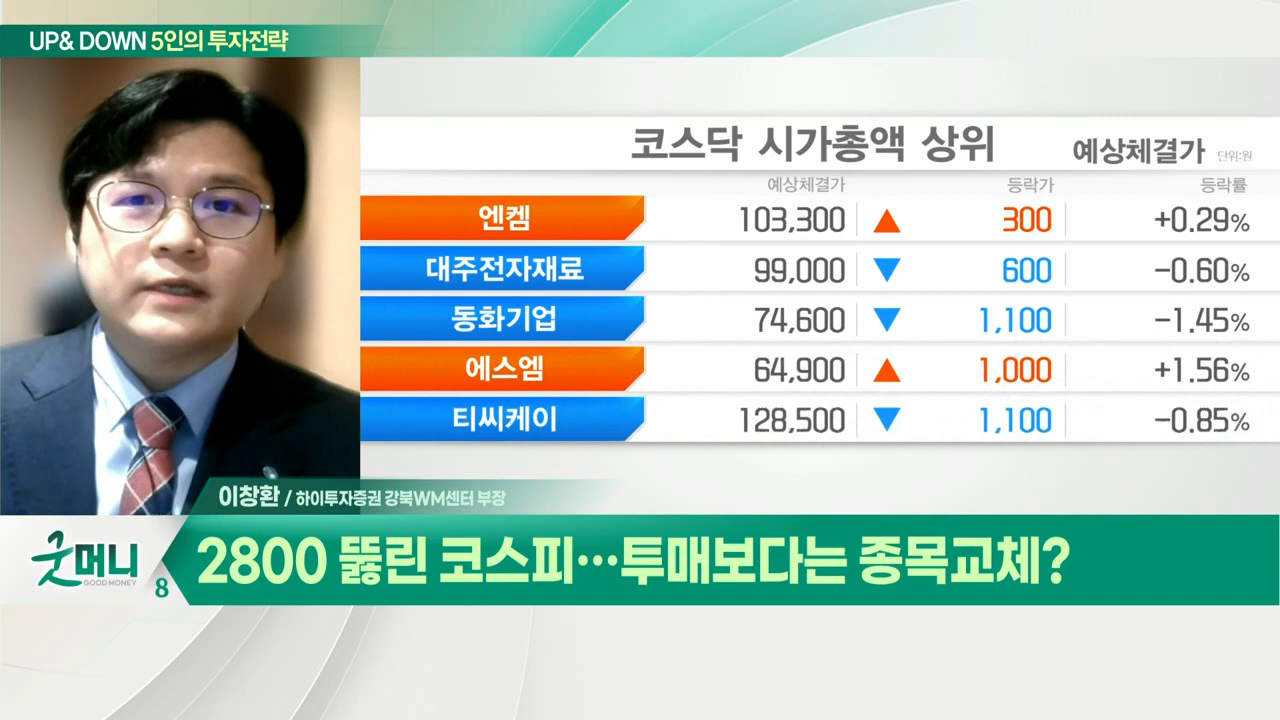 UP& DOWN 5인의 투자전략
코스닥 시가총액 상위 예상체결가 단위:원
예상체결가 등락가 등락률
엔켐 103,300 ▲ 300 +0.29%
대주전자재료 99,000 ▼ 600 -0.60%
동화기업 74,600 ▼ 1,100 -1.45%
에스엠 64,900 ▲ 1,000 +1.56%
티씨케이 128,500 ▼ 1,100 -0.85%
이창환 / 하이투자증권 강북WM센터 부장
굿머니 GOOD MONEY 8
2800 뚫린 코스피…투매보다는 종목교체?